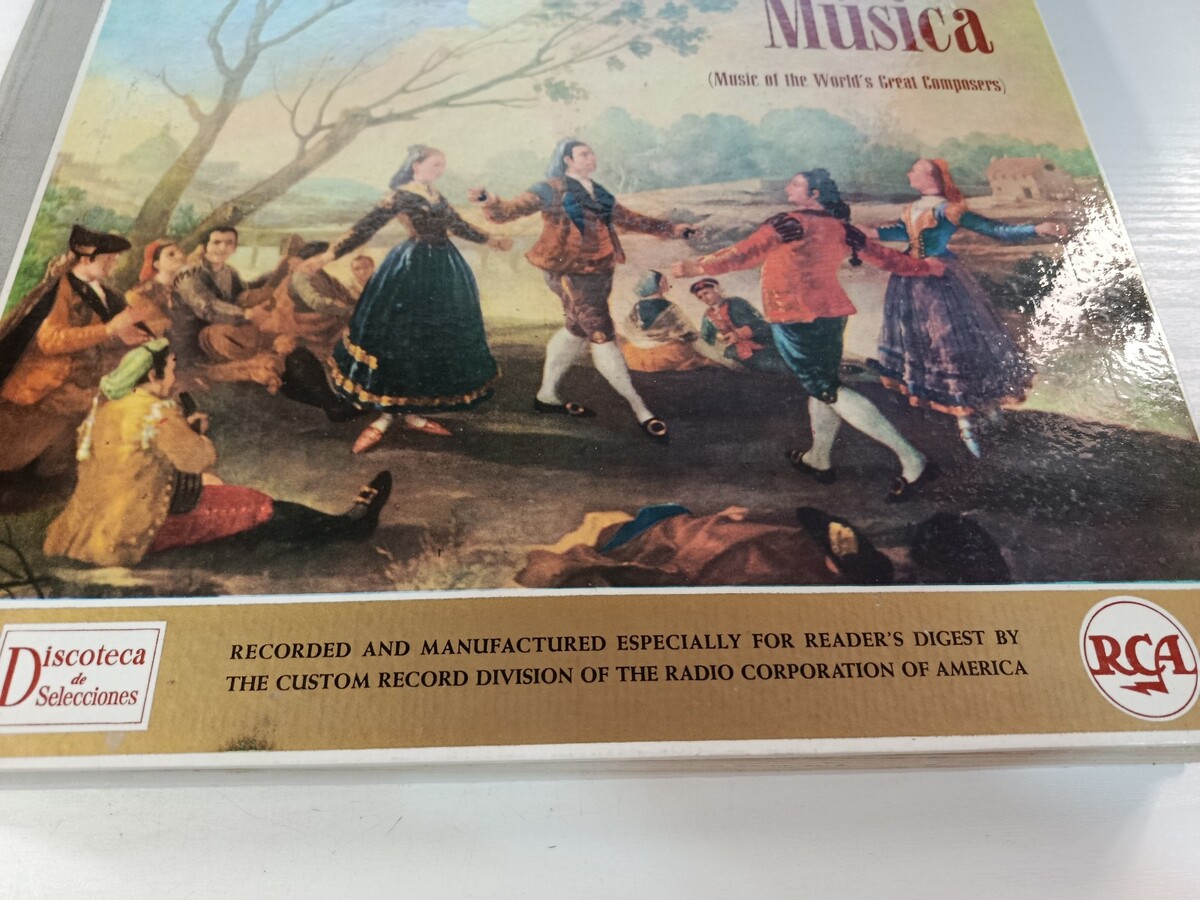 Música
(Music of the World's Great Composers)
Discoteca
de
Selecciones
RECORDED AND MANUFACTURED ESPECIALLY FOR READER'S DIGEST BY
THE CUSTOM RECORD DIVISION OF THE RADIO CORPORATION OF AMERICA
RCA